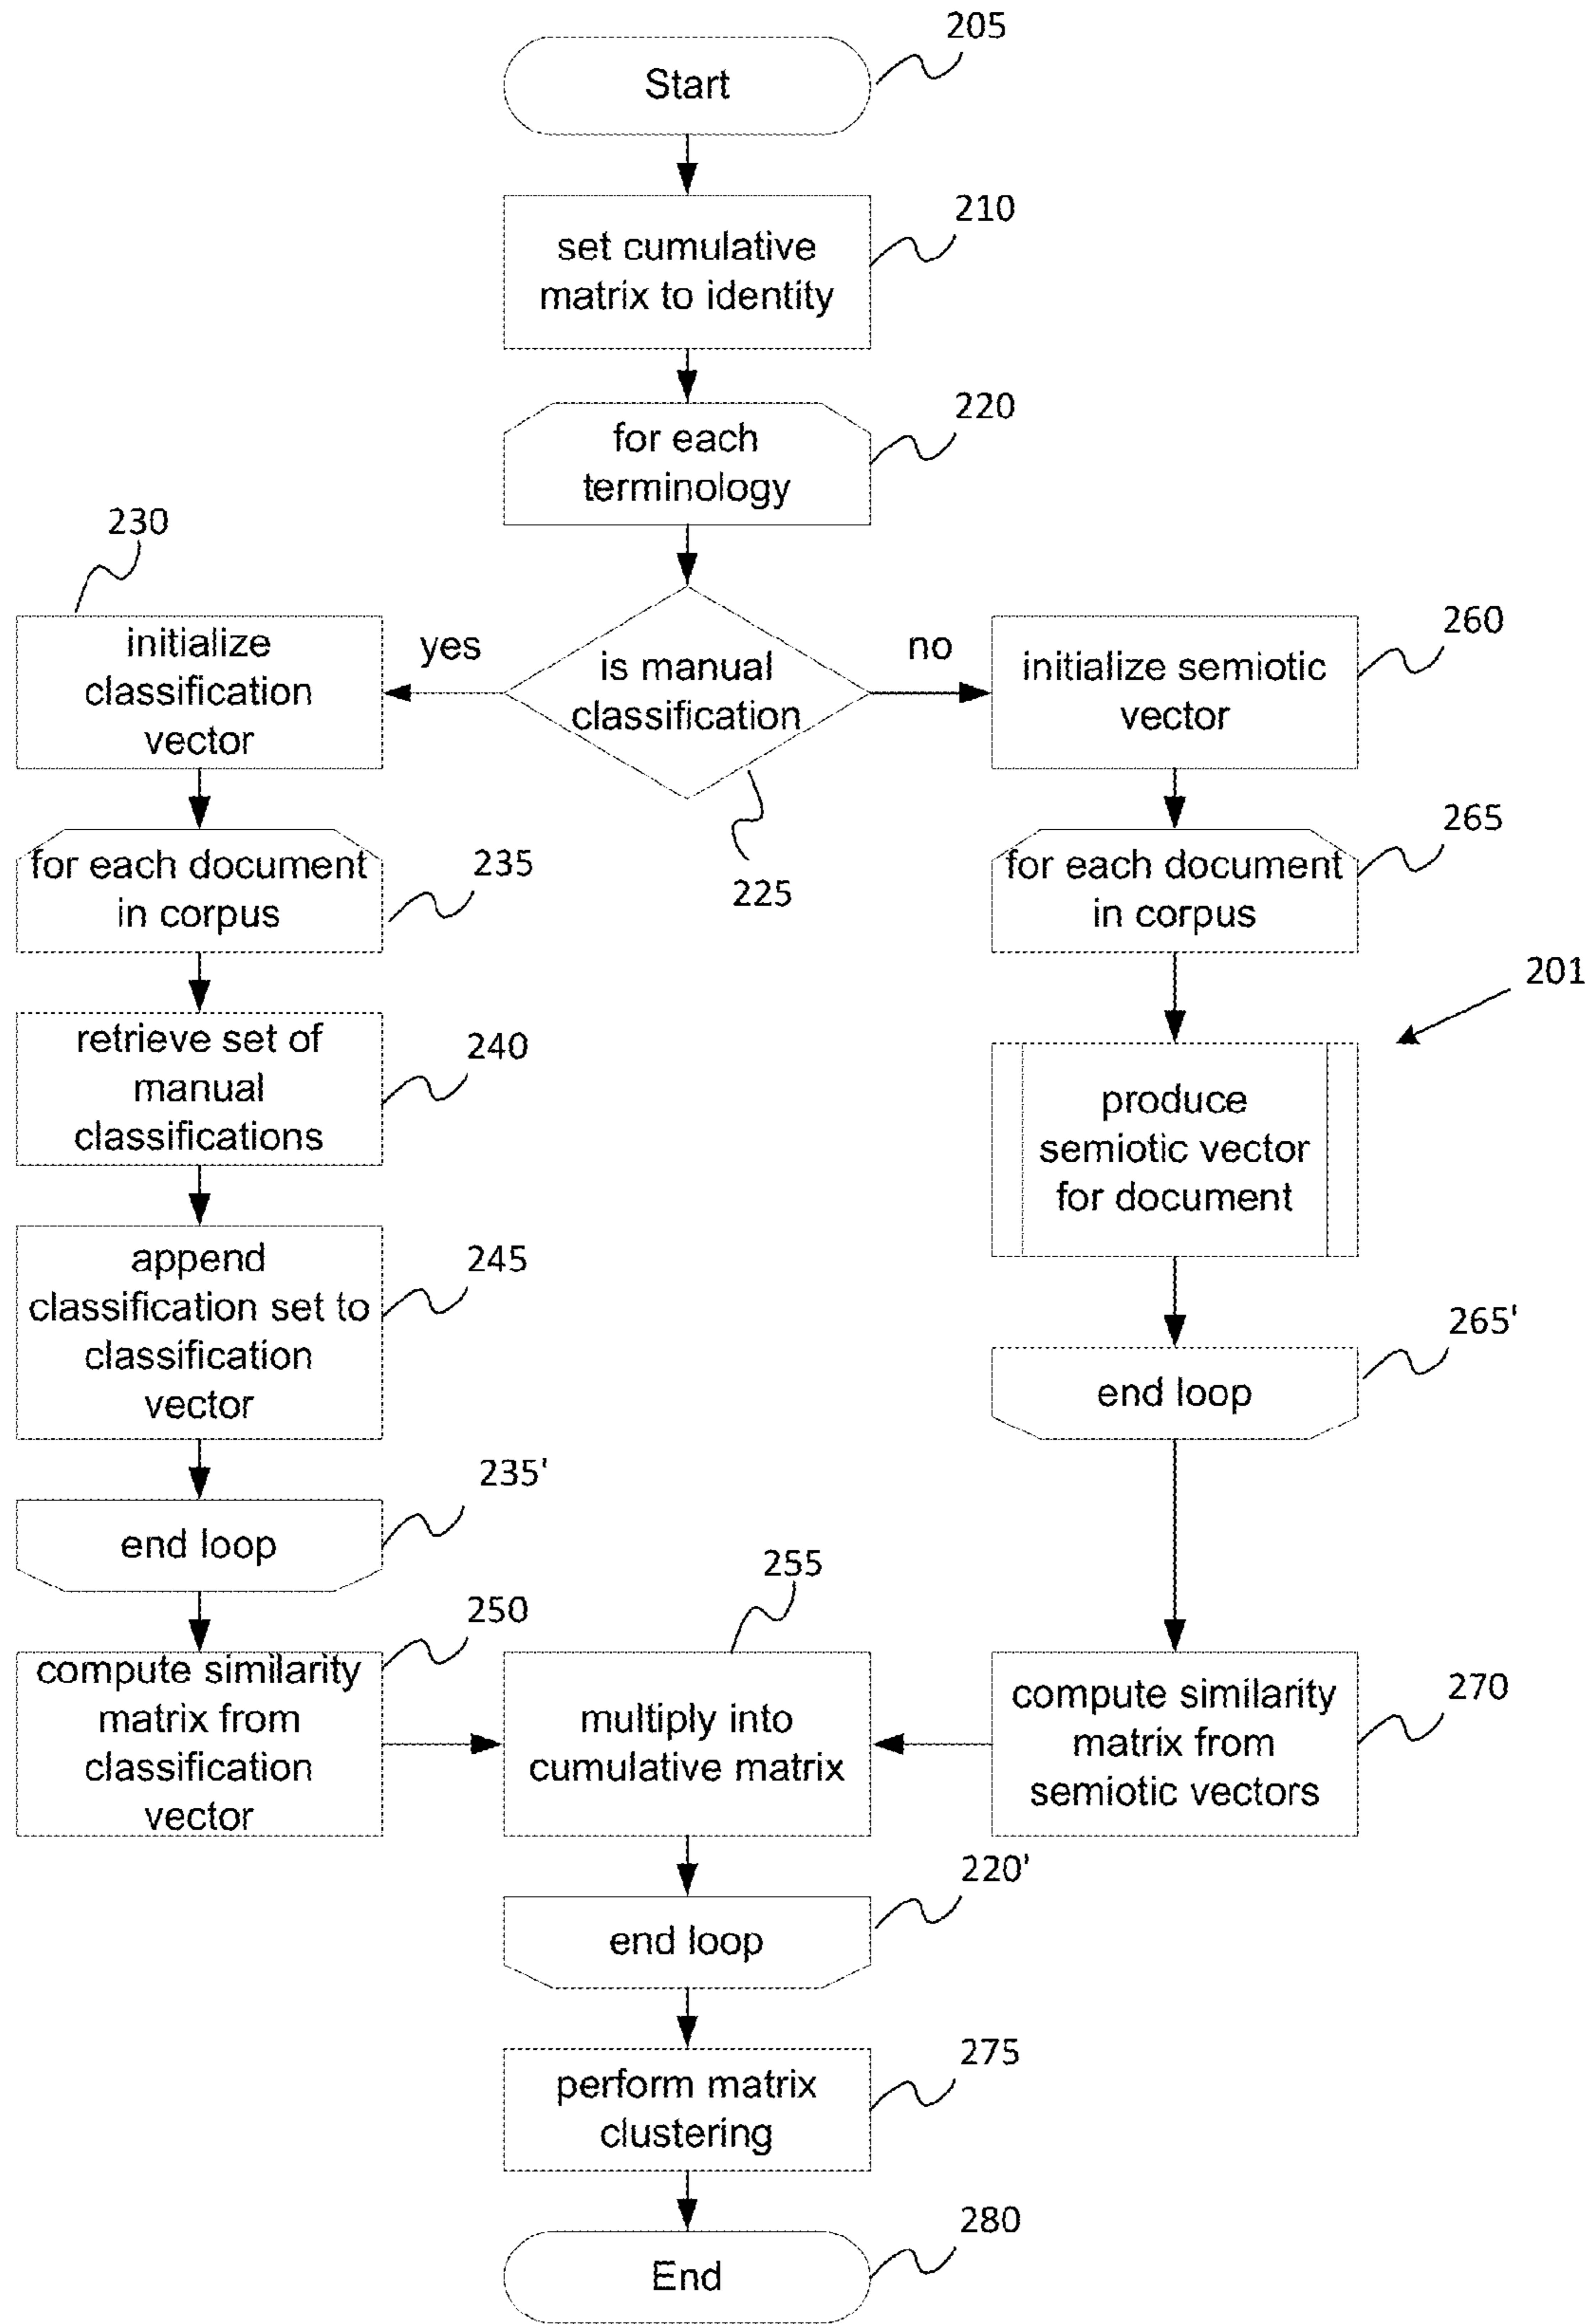 205
Start
210
set cumulative
matrix to identity
220
for each
terminology
230
initialize
classification
vector
yes
is manual
classification
no
225
260
initialize semiotic
vector
for each document
in corpus
235
265
for each document
in corpus
201
retrieve set of
manual
classifications
240
produce
semiotic vector
for document
append
classification set to
classification
vector
245
265'
end loop
235'
end loop
250
compute similarity
matrix from
classification
vector
255
multiply into
cumulative matrix
compute similarity
matrix from
semiotic vectors
270
220'
end loop
275
perform matrix
clustering
280
End